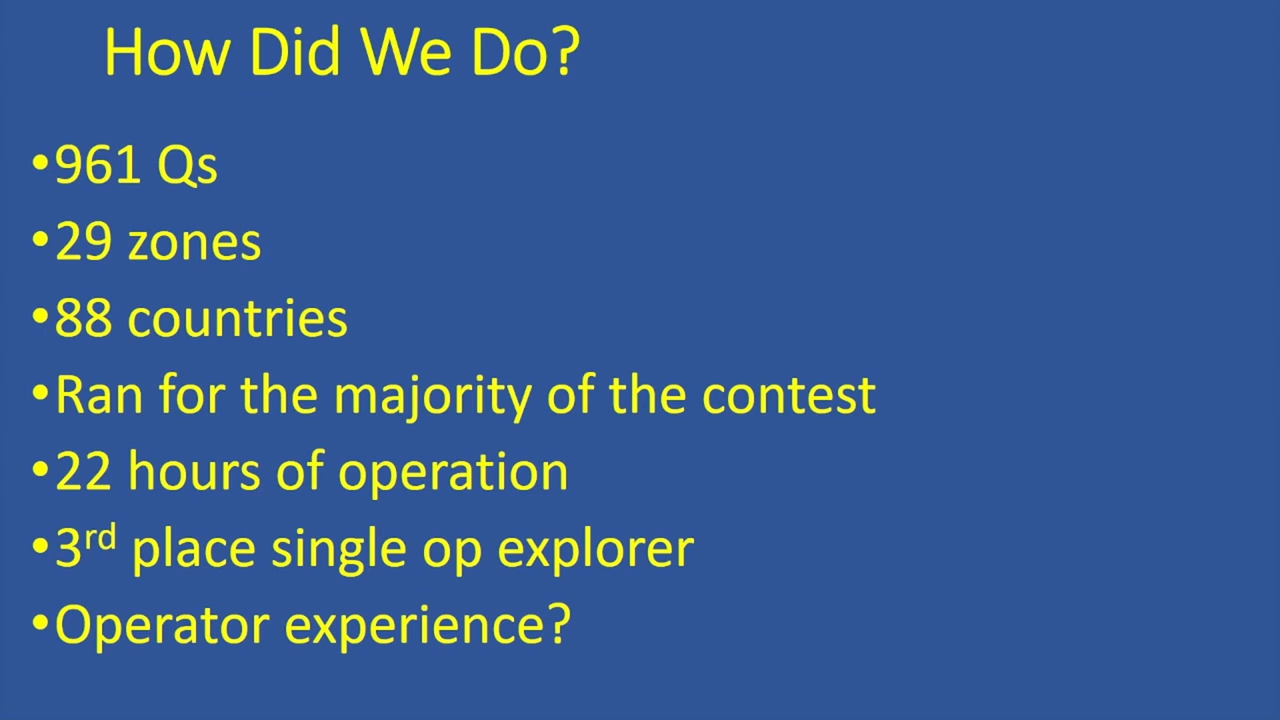 How Did We Do?
•961 Qs
•29 zones
•88 countries
•Ran for the majority of the contest
•22 hours of operation
•3rd place single op explorer
•Operator experience?